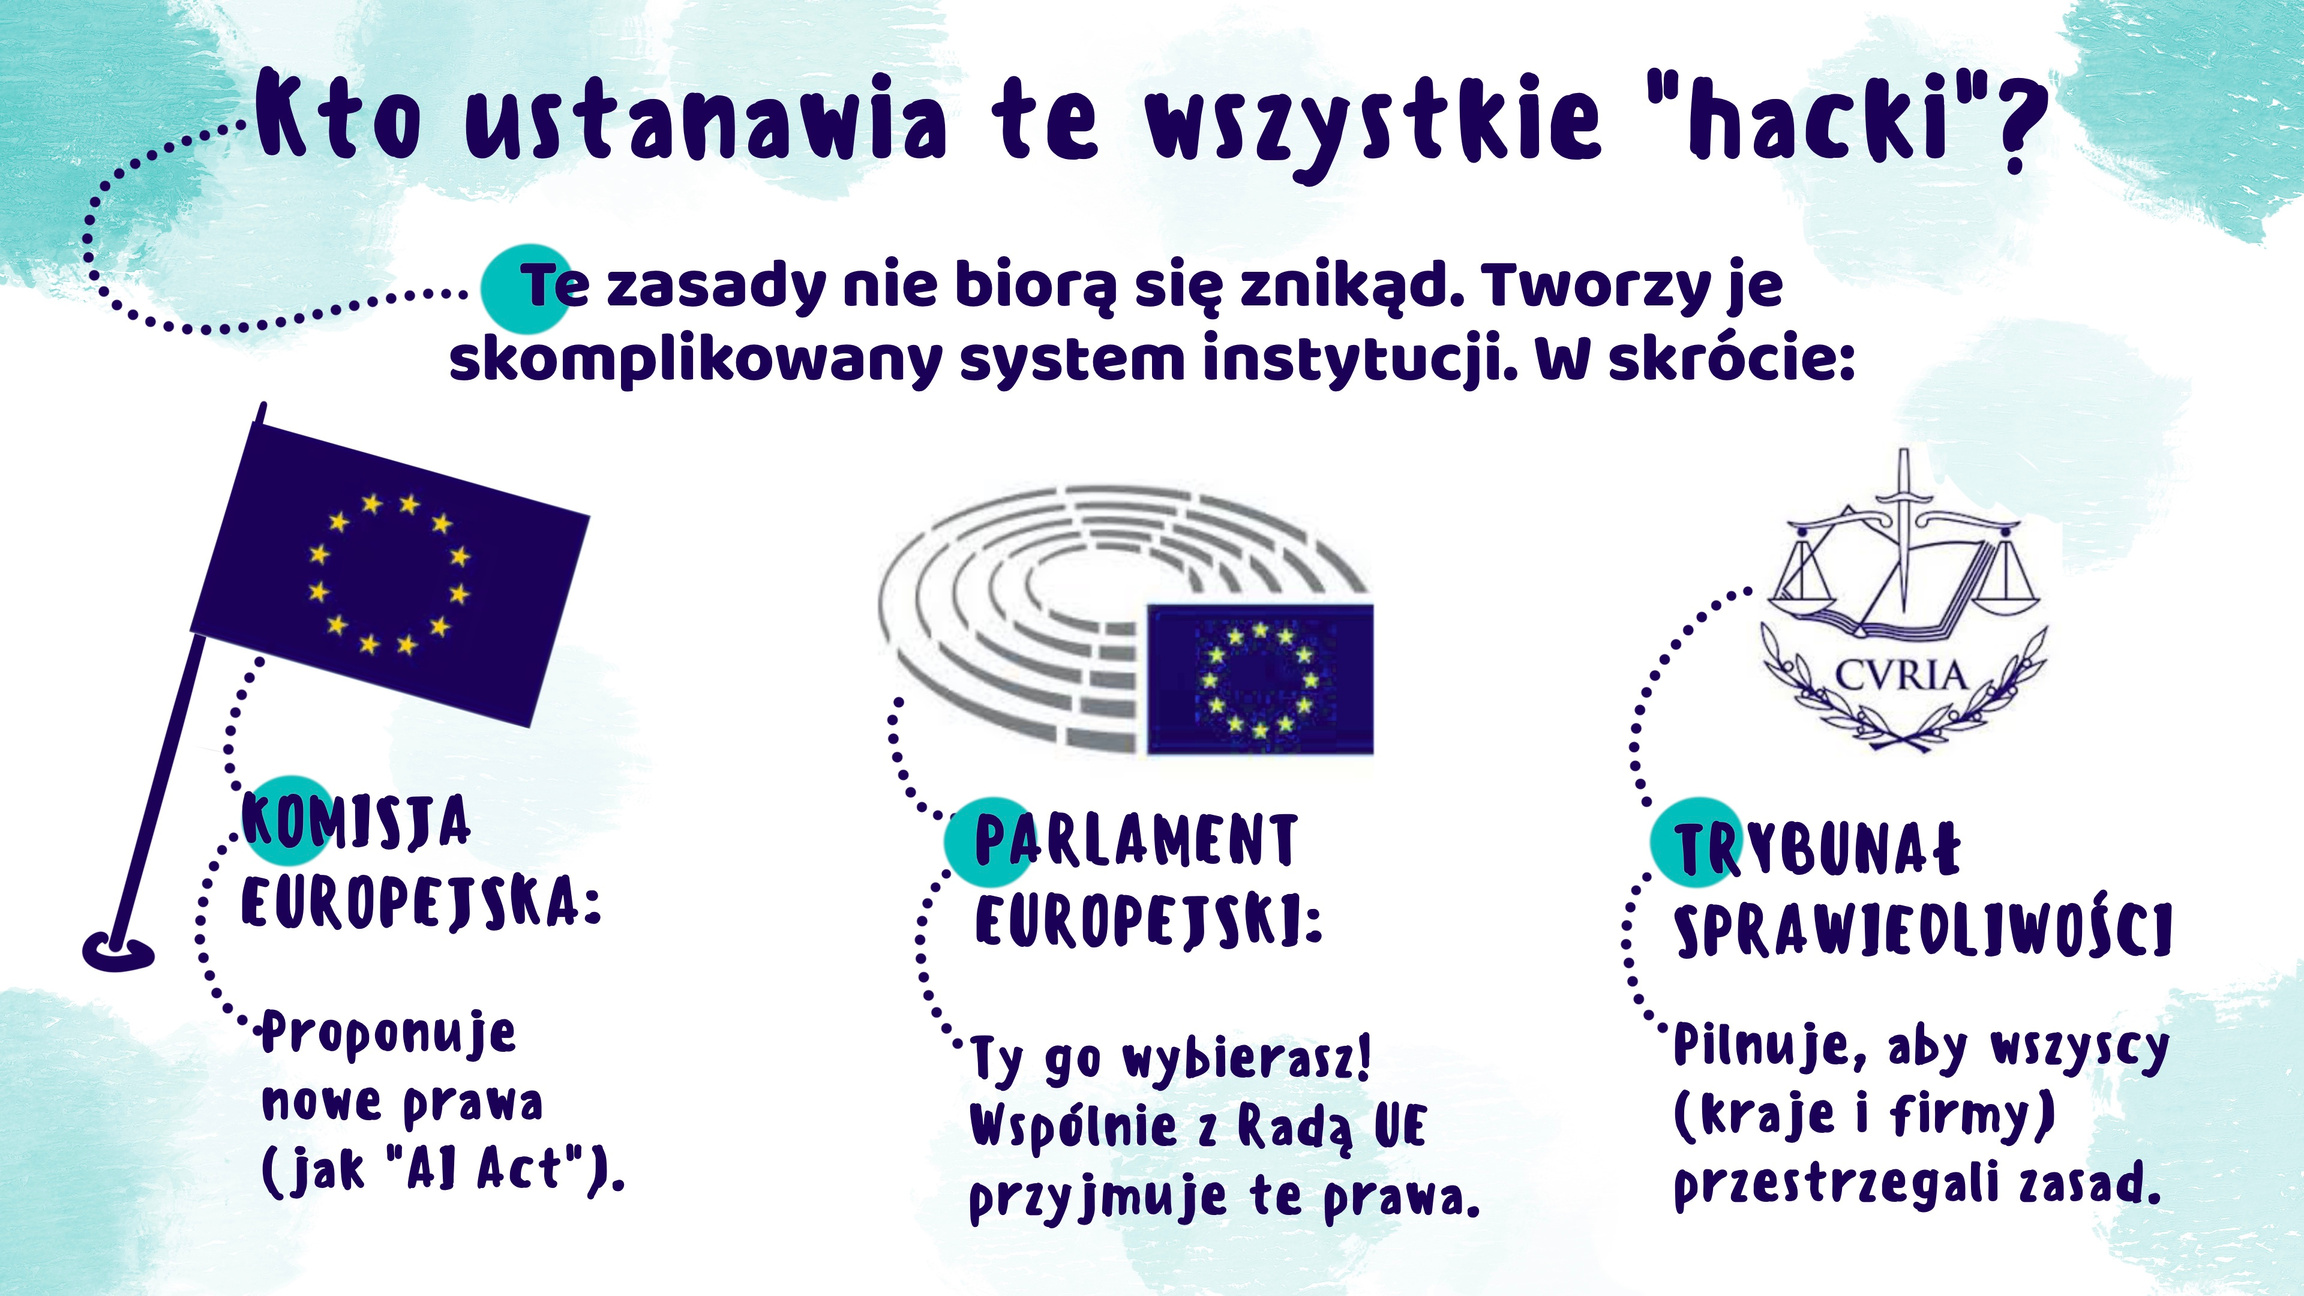 Kto ustanawia te wszystkie "hacki"?
Te zasady nie biorą się znikąd. Tworzy je
skomplikowany system instytucji. W skrócie:
KOMISJA
EUROPEJSKA:
Proponuje
nowe prawa
(jak "AI Act").
PARLAMENT
EUROPEJSKI:
Ty go wybierasz!
Wspólnie z Radą UE
przyjmuje te prawa.
CVRIA
TRYBUNAŁ
SPRAWIEDLIWOŚCI
Pilnuje, aby wszyscy
(kraje i firmy)
przestrzegali zasad.